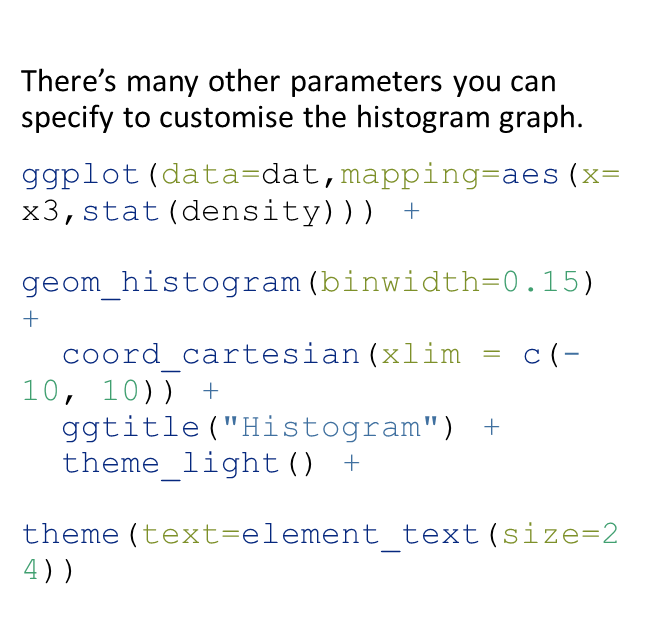 There’s many other parameters you can
specify to customise the histogram graph.
ggplot(data=dat,mapping=aes(x=
x3,stat(density))) +
geom_histogram(binwidth=0.15)
+
  coord_cartesian(xlim = c(-
10, 10)) +
  ggtitle("Histogram") +
  theme_light() +
theme(text=element_text(size=2
4))